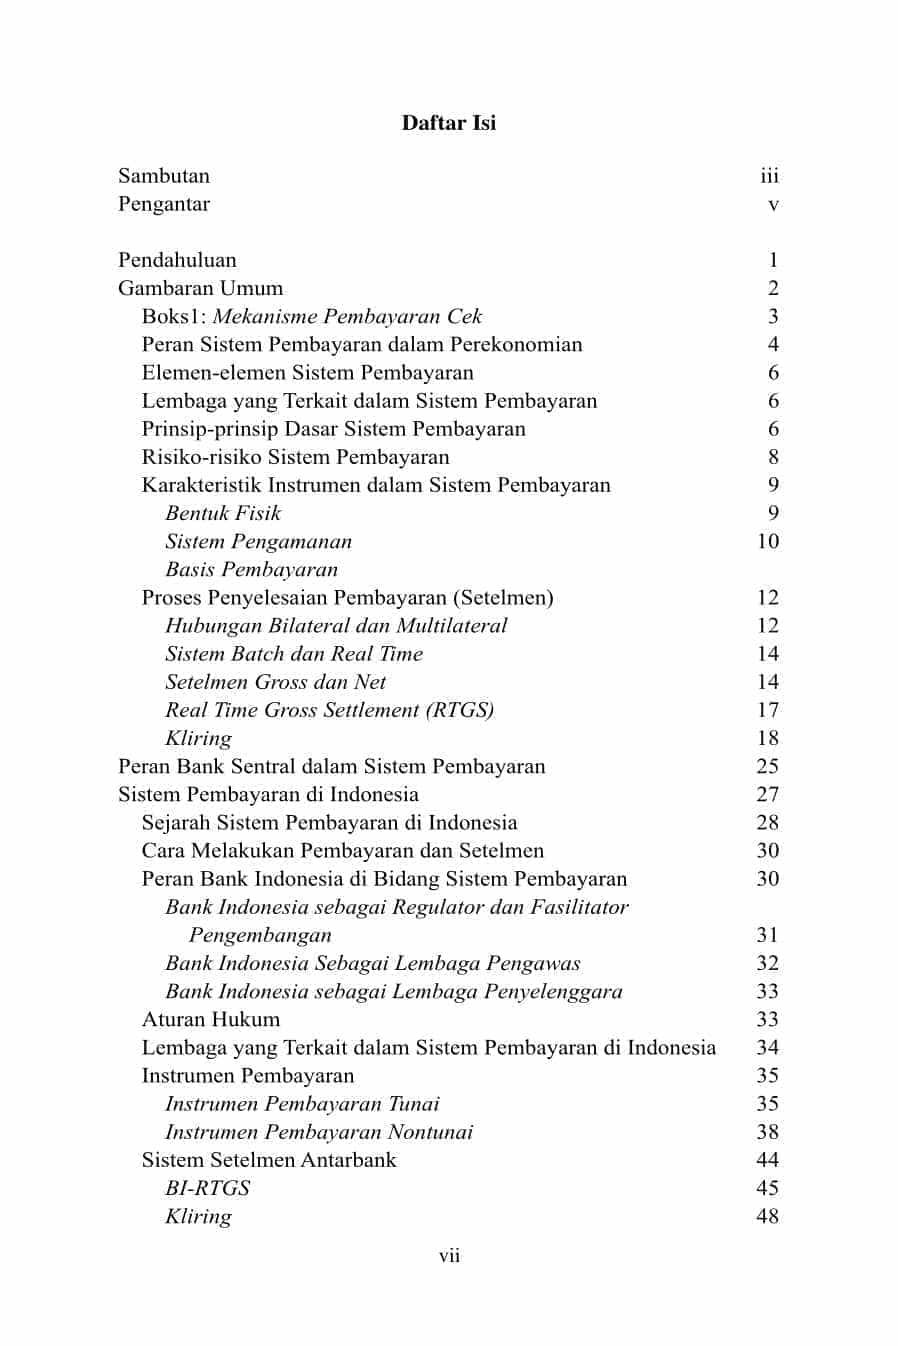 Daftar Isi
Sambutan iii
Pengantar v
Pendahuluan 1
Gambaran Umum 2
Boks1: Mekanisme Pembayaran Cek 3
Peran Sistem Pembayaran dalam Perekonomian 4
Elemen-elemen Sistem Pembayaran 6
Lembaga yang Terkait dalam Sistem Pembayaran 6
Prinsip-prinsip Dasar Sistem Pembayaran 6
Risiko-risiko Sistem Pembayaran 8
Karakteristik Instrumen dalam Sistem Pembayaran 9
Bentuk Fisik 9
Sistem Pengamanan 10
Basis Pembayaran
Proses Penyelesaian Pembayaran (Setelmen) 12
Hubungan Bilateral dan Multilateral 12
Sistem Batch dan Real Time 14
Setelmen Gross dan Net 14
Real Time Gross Settlement (RTGS) 17
Kliring 18
Peran Bank Sentral dalam Sistem Pembayaran 25
Sistem Pembayaran di Indonesia 27
Sejarah Sistem Pembayaran di Indonesia 28
Cara Melakukan Pembayaran dan Setelmen 30
Peran Bank Indonesia di Bidang Sistem Pembayaran 30
Bank Indonesia sebagai Regulator dan Fasilitator
Pengembangan 31
Bank Indonesia Sebagai Lembaga Pengawas 32
Bank Indonesia sebagai Lembaga Penyelenggara 33
Aturan Hukum 33
Lembaga yang Terkait dalam Sistem Pembayaran di Indonesia 34
Instrumen Pembayaran 35
Instrumen Pembayaran Tunai 35
Instrumen Pembayaran Nontunai 38
Sistem Setelmen Antarbank 44
BI-RTGS 45
Kliring 48
vii